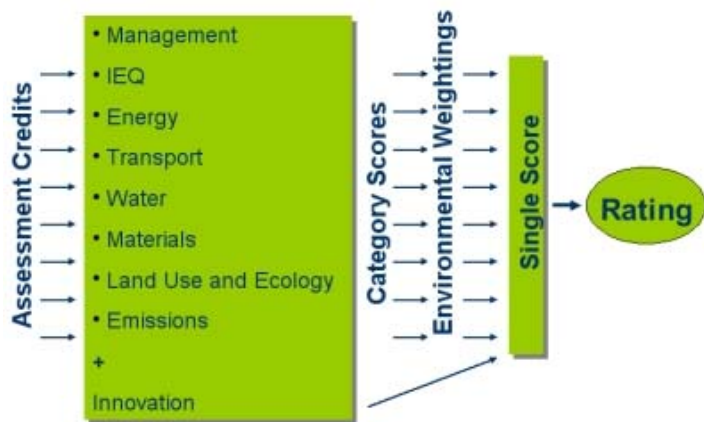 Assessment Credits
• Management
• IEQ
• Energy
• Transport
• Water
• Materials
• Land Use and Ecology
• Emissions
+
Innovation
Category Scores
Environmental Weightings
Single Score
Rating